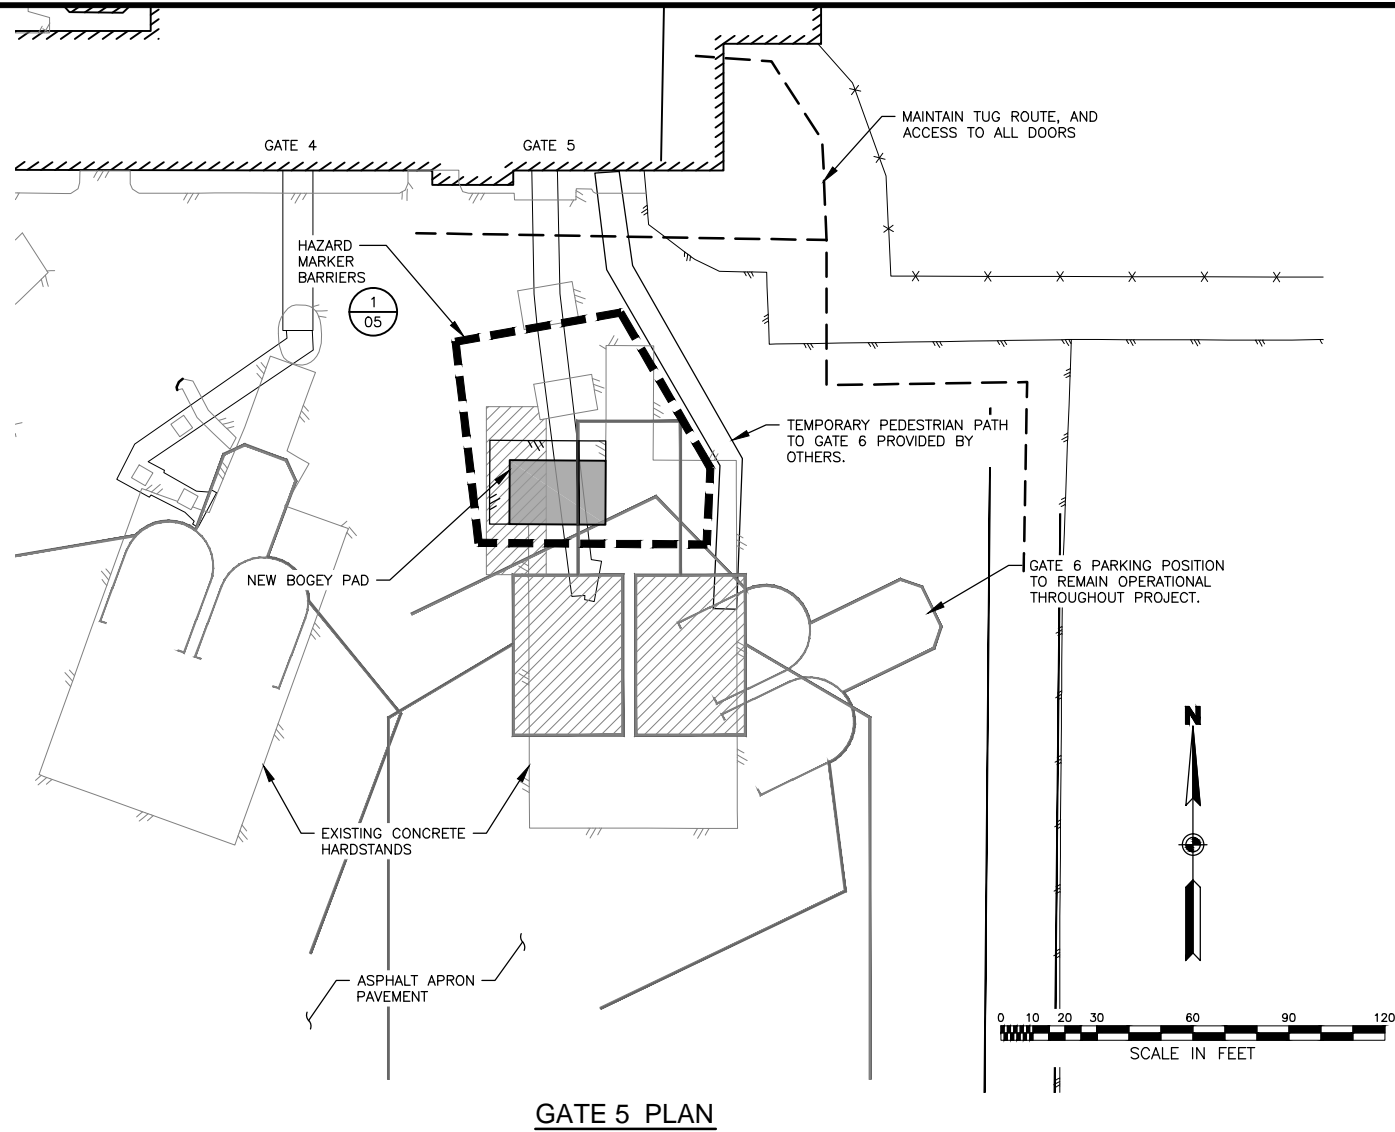 MAINTAIN TUG ROUTE, AND
ACCESS TO ALL DOORS
GATE 4
GATE 5
HAZARD
MARKER
BARRIERS
1
05
TEMPORARY PEDESTRIAN PATH
TO GATE 6 PROVIDED BY
OTHERS.
NEW BOGEY PAD
GATE 6 PARKING POSITION
TO REMAIN OPERATIONAL
THROUGHOUT PROJECT.
N
EXISTING CONCRETE
HARDSTANDS
ASPHALT APRON
PAVEMENT
0 10 20 30 60 90 120
SCALE IN FEET
GATE 5 PLAN